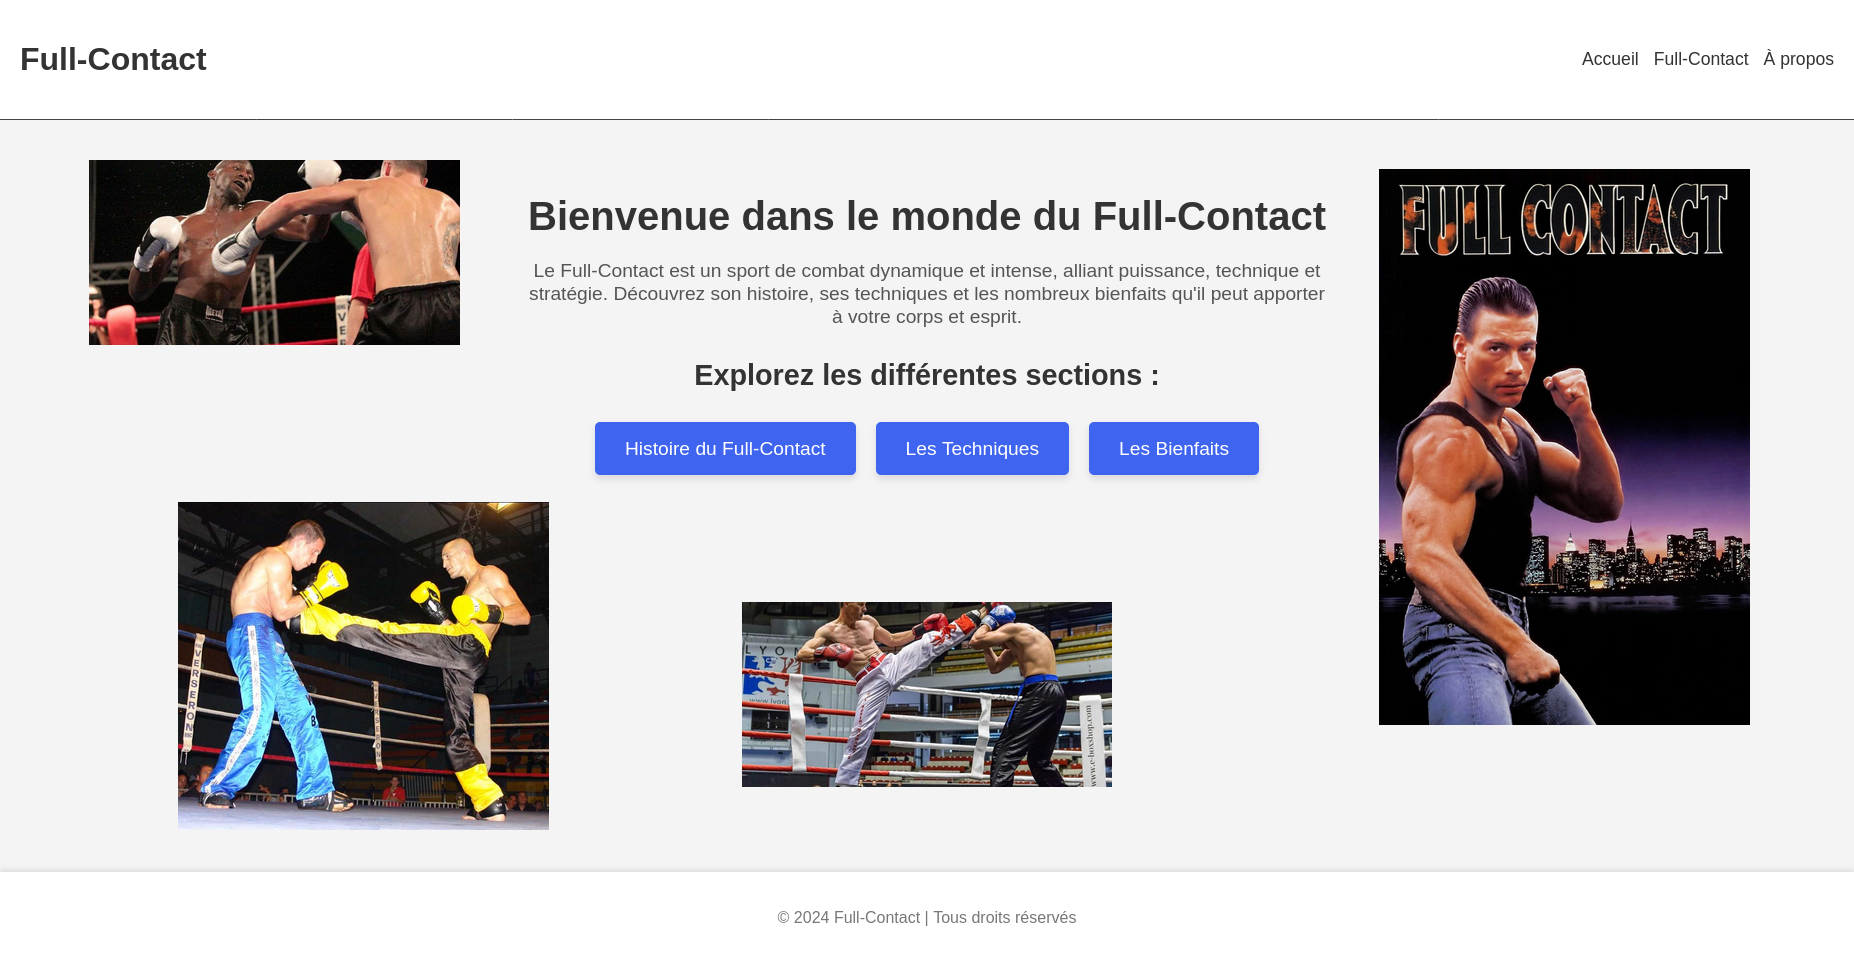 Full-Contact
Accueil Full-Contact À propos
FULL CONTACT
Bienvenue dans le monde du Full-Contact
Le Full-Contact est un sport de combat dynamique et intense, alliant puissance, technique et
stratégie. Découvrez son histoire, ses techniques et les nombreux bienfaits qu'il peut apporter
à votre corps et esprit.
Explorez les différentes sections :
Histoire du Full-Contact
Les Techniques
Les Bienfaits
VERSERON
LYON
www.lyon
www.e-boxshop.com
© 2024 Full-Contact | Tous droits réservés